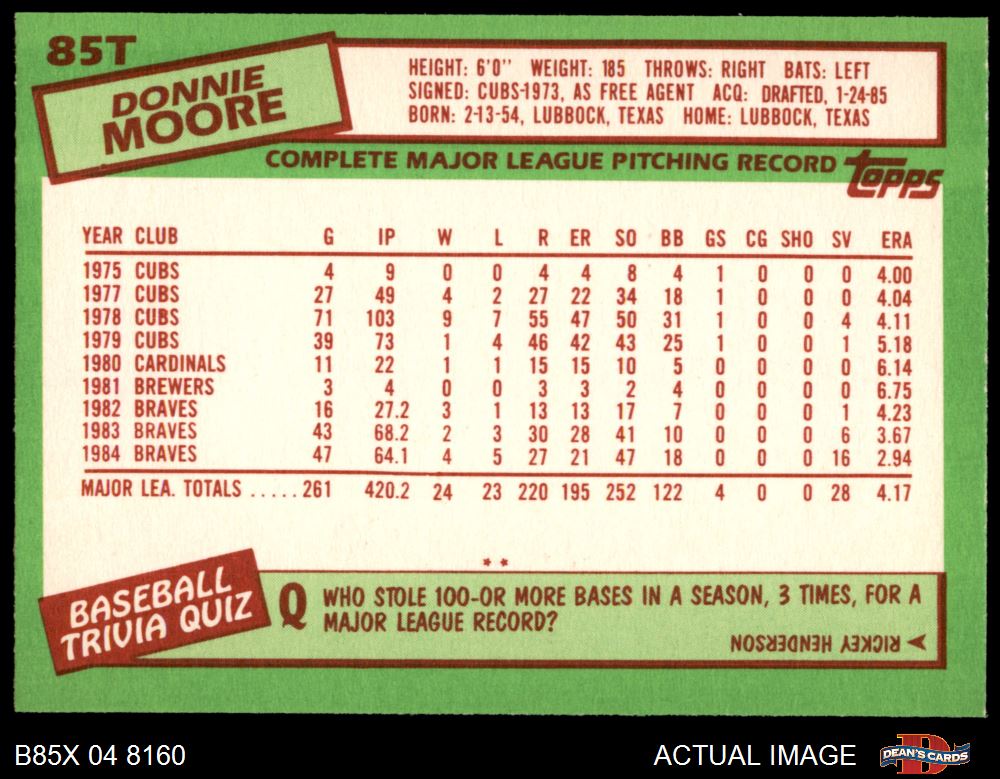 85T
DONNIE
MOORE
HEIGHT: 6'0" WEIGHT: 185 THROWS: RIGHT BATS: LEFT
SIGNED: CUBS-1973, AS FREE AGENT ACQ: DRAFTED, 1-24-85
BORN: 2-13-54, LUBBOCK, TEXAS HOME: LUBBOCK, TEXAS
COMPLETE MAJOR LEAGUE PITCHING RECORD topps
YEAR CLUB G IP W L R ER SO BB GS CG SHO SV ERA
1975 CUBS 4 9 0 0 4 4 8 4 1 0 0 0 4.00
1977 CUBS 27 49 4 2 27 22 34 18 1 0 0 0 4.04
1978 CUBS 71 103 9 7 55 47 50 31 1 0 0 4 4.11
1979 CUBS 39 73 1 4 46 42 43 25 1 0 0 1 5.18
1980 CARDINALS 11 22 1 1 15 15 10 5 0 0 0 0 6.14
1981 BREWERS 3 4 0 0 3 3 2 4 0 0 0 0 6.75
1982 BRAVES 16 27.2 3 1 13 13 17 7 0 0 0 1 4.23
1983 BRAVES 43 68.2 2 3 30 28 41 10 0 0 0 6 3.67
1984 BRAVES 47 64.1 4 5 27 21 47 18 0 0 0 16 2.94
MAJOR LEA. TOTALS ..... 261 420.2 24 23 220 195 252 122 4 0 0 28 4.17
* *
BASEBALL
TRIVIA QUIZ
Q WHO STOLE 100-OR MORE BASES IN A SEASON, 3 TIMES, FOR A
MAJOR LEAGUE RECORD?
RICKEY HENDERSON
B85X 04 8160 ACTUAL IMAGE DEAN'S CARDS